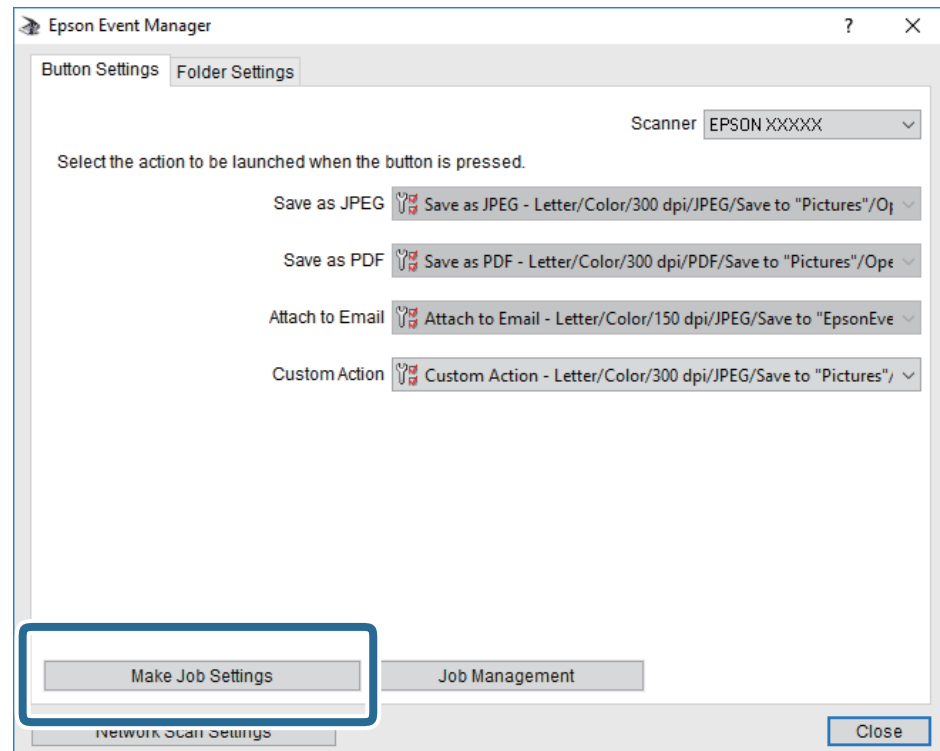 Epson Event Manager
?
Button Settings Folder Settings
Scanner EPSON XXXXX
Select the action to be launched when the button is pressed.
Save as JPEG Save as JPEG - Letter/Color/300 dpi/JPEG/Save to "Pictures"/Op
Save as PDF Save as PDF - Letter/Color/300 dpi/PDF/Save to "Pictures"/Ope
Attach to Email Attach to Email - Letter/Color/150 dpi/JPEG/Save to "EpsonEve
Custom Action Custom Action - Letter/Color/300 dpi/JPEG/Save to "Pictures"/
Make Job Settings Job Management
Network Scan Settings Close